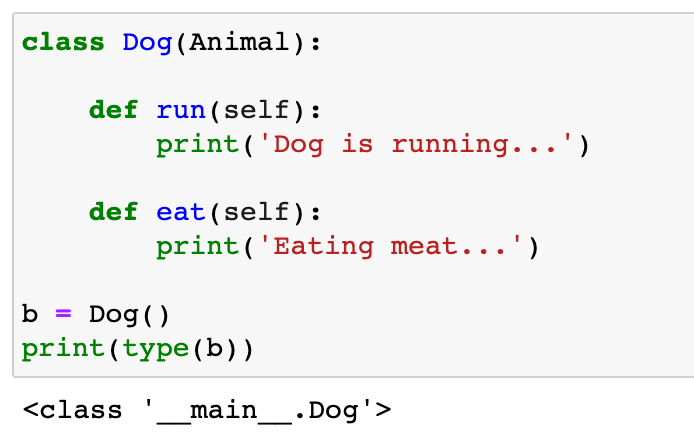 class Dog(Animal):
    def run(self):
        print('Dog is running...')
    def eat(self):
        print('Eating meat...')
b = Dog()
print(type(b))
<class '__main__.Dog'>